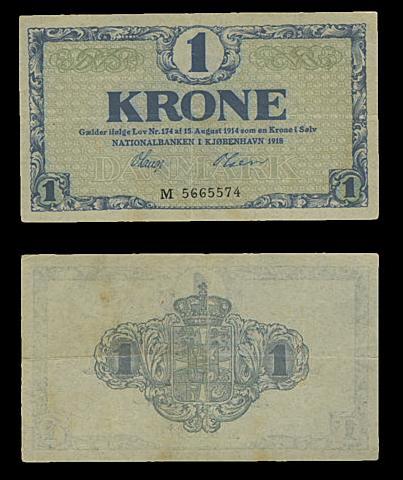 1
KRONE
Gælder ifølge Lov Nr. 174 af 15. August 1914 som en Krone i Sølv
NATIONALBANKEN I KJØBENHAVN 1918
DANMARK
1 1
M 5665574
1 1